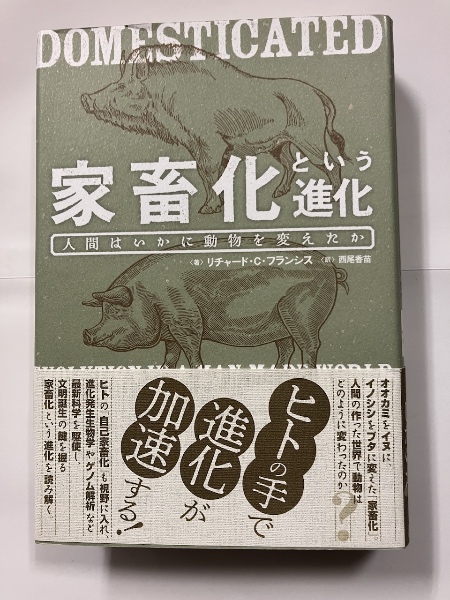 DOMESTICATED
家畜化という進化
人間はいかに動物を変えたか
〈著〉リチャード・C・フランシス 〈訳〉西尾香苗
オオカミをイヌに、
イノシシをブタに変えた「家畜化」。
人間の作った世界で動物は
どのように変わったのか?
ヒトの手で
進化が
加速する!
ヒトの「自己家畜化」も視野に入れ、
進化発生生物学やゲノム解析など
最新科学を駆使し、
文明誕生の鍵を握る
家畜化という進化を読み解く。